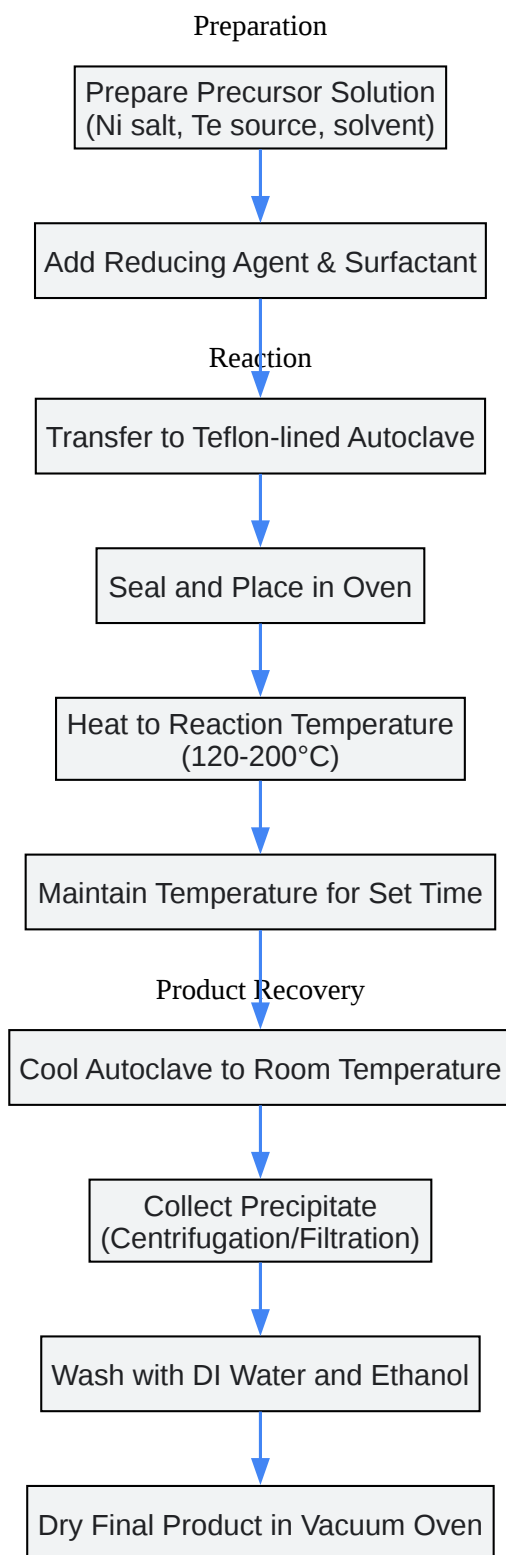 Preparation
Prepare Precursor Solution
(Ni salt, Te source, solvent)
Add Reducing Agent & Surfactant
Reaction
Transfer to Teflon-lined Autoclave
Seal and Place in Oven
Heat to Reaction Temperature
(120-200°C)
Maintain Temperature for Set Time
Product Recovery
Cool Autoclave to Room Temperature
Collect Precipitate
(Centrifugation/Filtration)
Wash with DI Water and Ethanol
Dry Final Product in Vacuum Oven